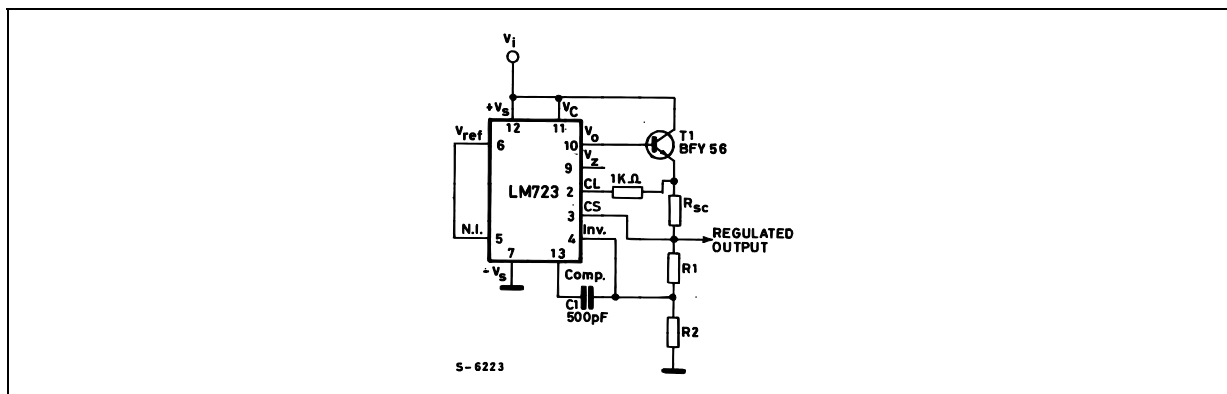 Vi
+Vs
12
VC
11
Vref
6
Vo
10
T1
BFY 56
Vz
9
LM723
CL
2
1KΩ
CS
3
Rsc
N.I.
5
Inv.
4
REGULATED
OUTPUT
7
13
-Vs
Comp.
R1
C1
500pF
R2
S-6223